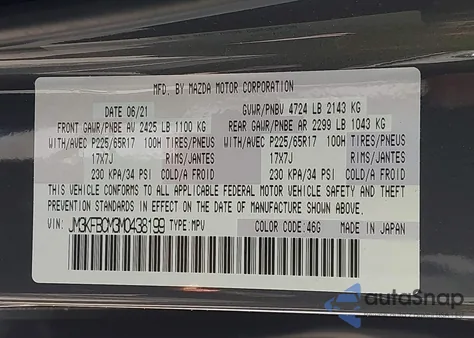 MFD. BY MAZDA MOTOR CORPORATION
DATE 06/21 GVWR/PNBV 4724 LB 2143 KG
FRONT GAWR/PNBE AV 2425 LB 1100 KG REAR GAWR/PNBE AR 2299 LB 1043 KG
WITH/AVEC P225/65R17 100H TIRES/PNEUS WITH/AVEC P225/65R17 100H TIRES/PNEUS
17X7J RIMS/JANTES 17X7J RIMS/JANTES
230 KPA/34 PSI COLD/A FROID 230 KPA/34 PSI COLD/A FROID
THIS VEHICLE CONFORMS TO ALL APPLICABLE FEDERAL MOTOR VEHICLE SAFETY AND THEFT
PREVENTION STANDARDS IN EFFECT ON THE DATE OF MANUFACTURE SHOWN ABOVE.
VIN: JM3KFBCM3M0438199 TYPE: MPV COLOR CODE: 46G MADE IN JAPAN
autoSnap